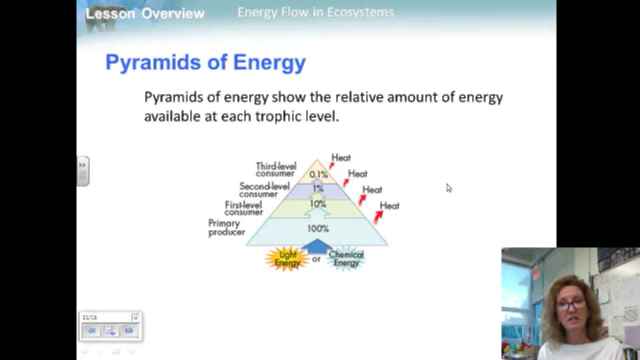 Lesson Overview Energy Flow in Ecosystems
Pyramids of Energy
Pyramids of energy show the relative amount of energy
available at each trophic level.
Heat
Third-level
consumer
0.1%
Heat
Second-level
consumer
1%
Heat
First-level
consumer
10%
Heat
Primary
producer
100%
Light
Energy
or
Chemical
Energy